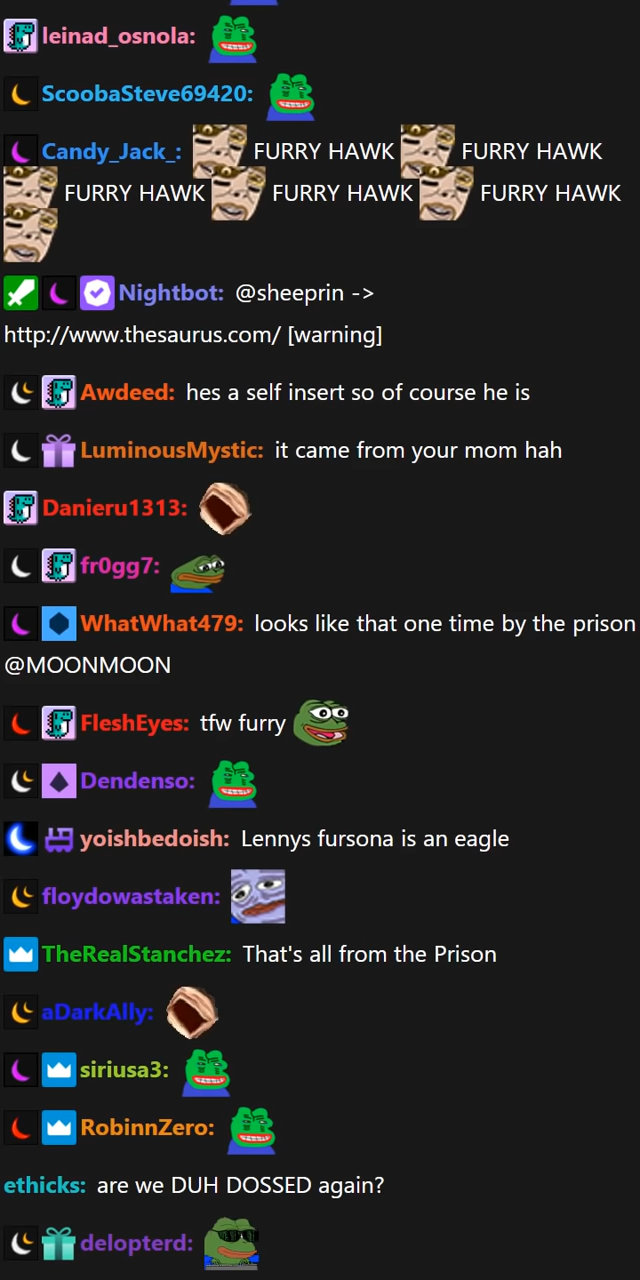 leinad_osnola:
ScoobaSteve69420:
Candy_Jack_: FURRY HAWK FURRY HAWK
FURRY HAWK FURRY HAWK FURRY HAWK
Nightbot: @sheeprin ->
http://www.thesaurus.com/ [warning]
Awdeed: hes a self insert so of course he is
LuminousMystic: it came from your mom hah
Danieru1313:
fr0gg7:
WhatWhat479: looks like that one time by the prison
@MOONMOON
FleshEyes: tfw furry
Dendenso:
yoishbedoish: Lennys fursona is an eagle
floydowastaken:
TheRealStanchez: That's all from the Prison
aDarkAlly:
siriusa3:
RobinnZero:
ethicks: are we DUH DOSSED again?
delopterd: